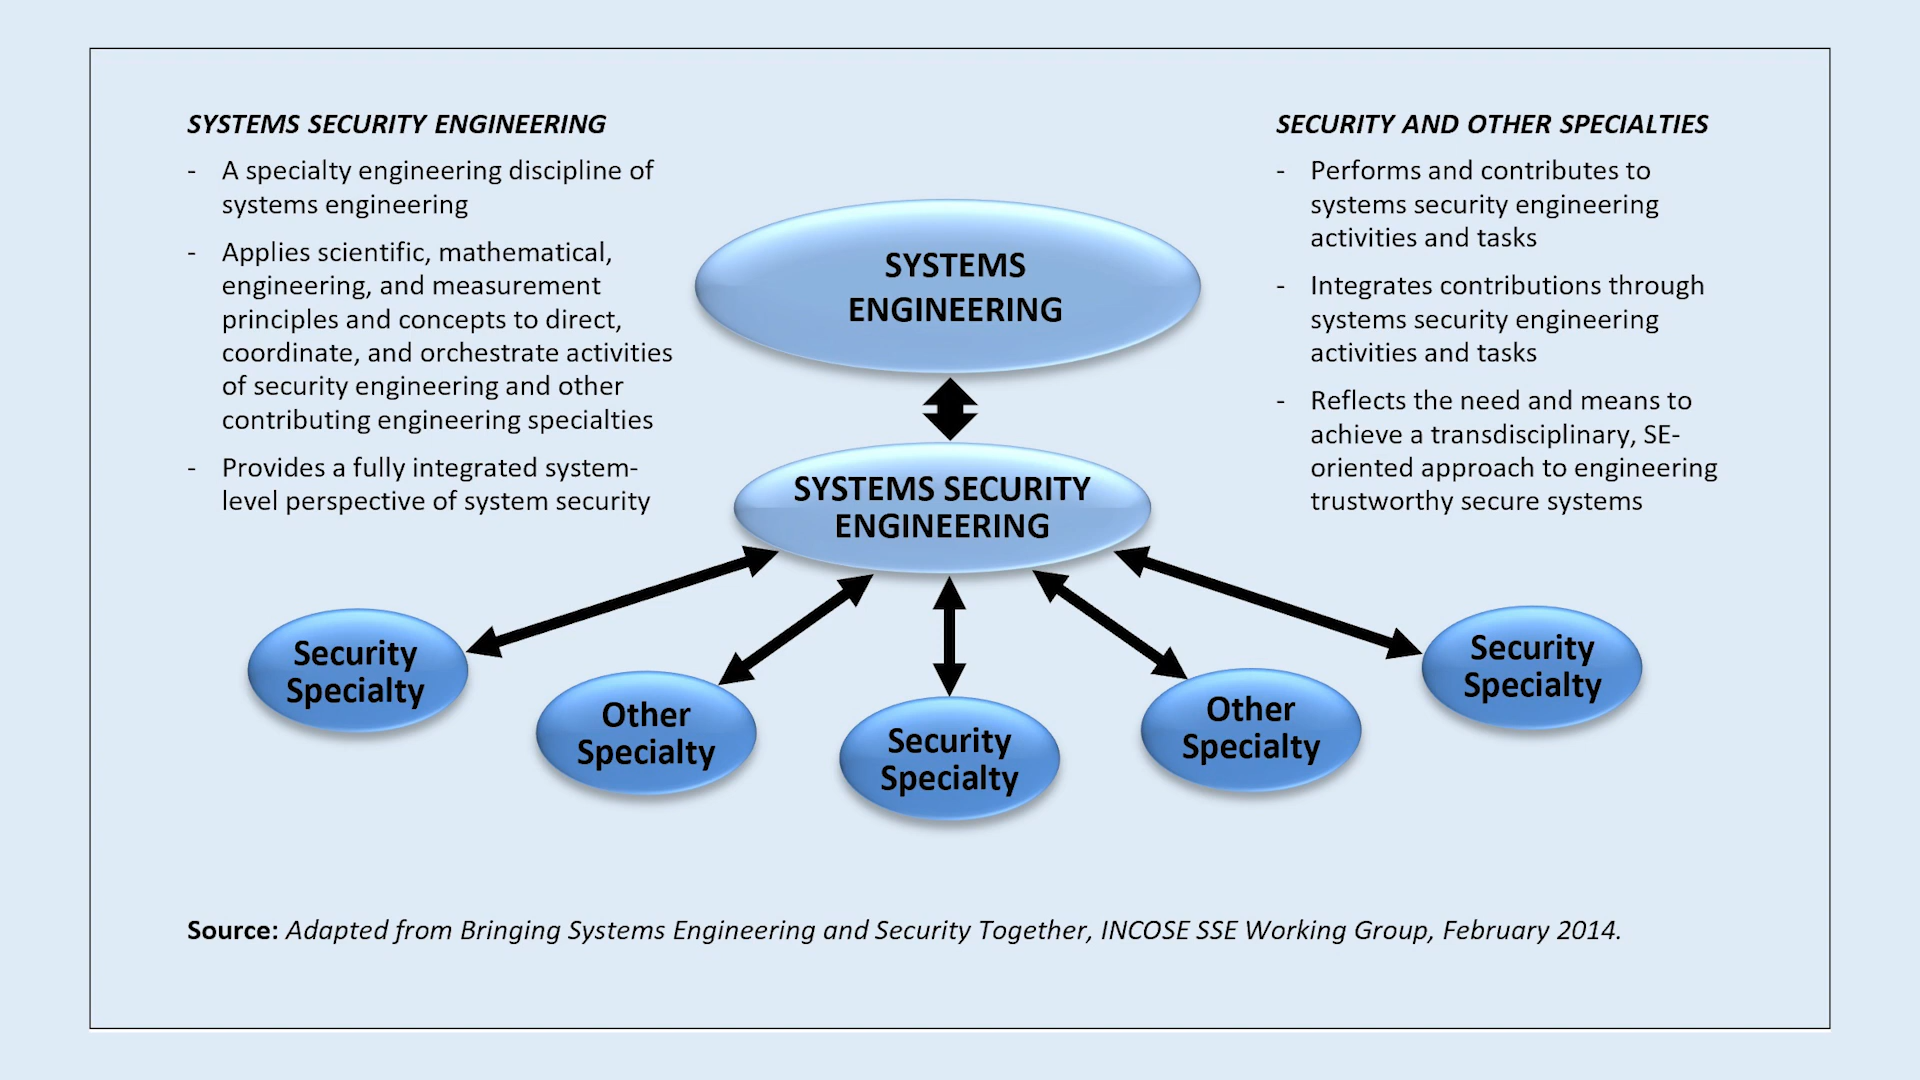 SYSTEMS SECURITY ENGINEERING
- A specialty engineering discipline of
systems engineering
- Applies scientific, mathematical,
engineering, and measurement
principles and concepts to direct,
coordinate, and orchestrate activities
of security engineering and other
contributing engineering specialties
- Provides a fully integrated system-
level perspective of system security
SECURITY AND OTHER SPECIALTIES
- Performs and contributes to
systems security engineering
activities and tasks
- Integrates contributions through
systems security engineering
activities and tasks
- Reflects the need and means to
achieve a transdisciplinary, SE-
oriented approach to engineering
trustworthy secure systems
SYSTEMS
ENGINEERING
SYSTEMS SECURITY
ENGINEERING
Security
Specialty
Other
Specialty
Security
Specialty
Other
Specialty
Security
Specialty
Source: Adapted from Bringing Systems Engineering and Security Together, INCOSE SSE Working Group, February 2014.